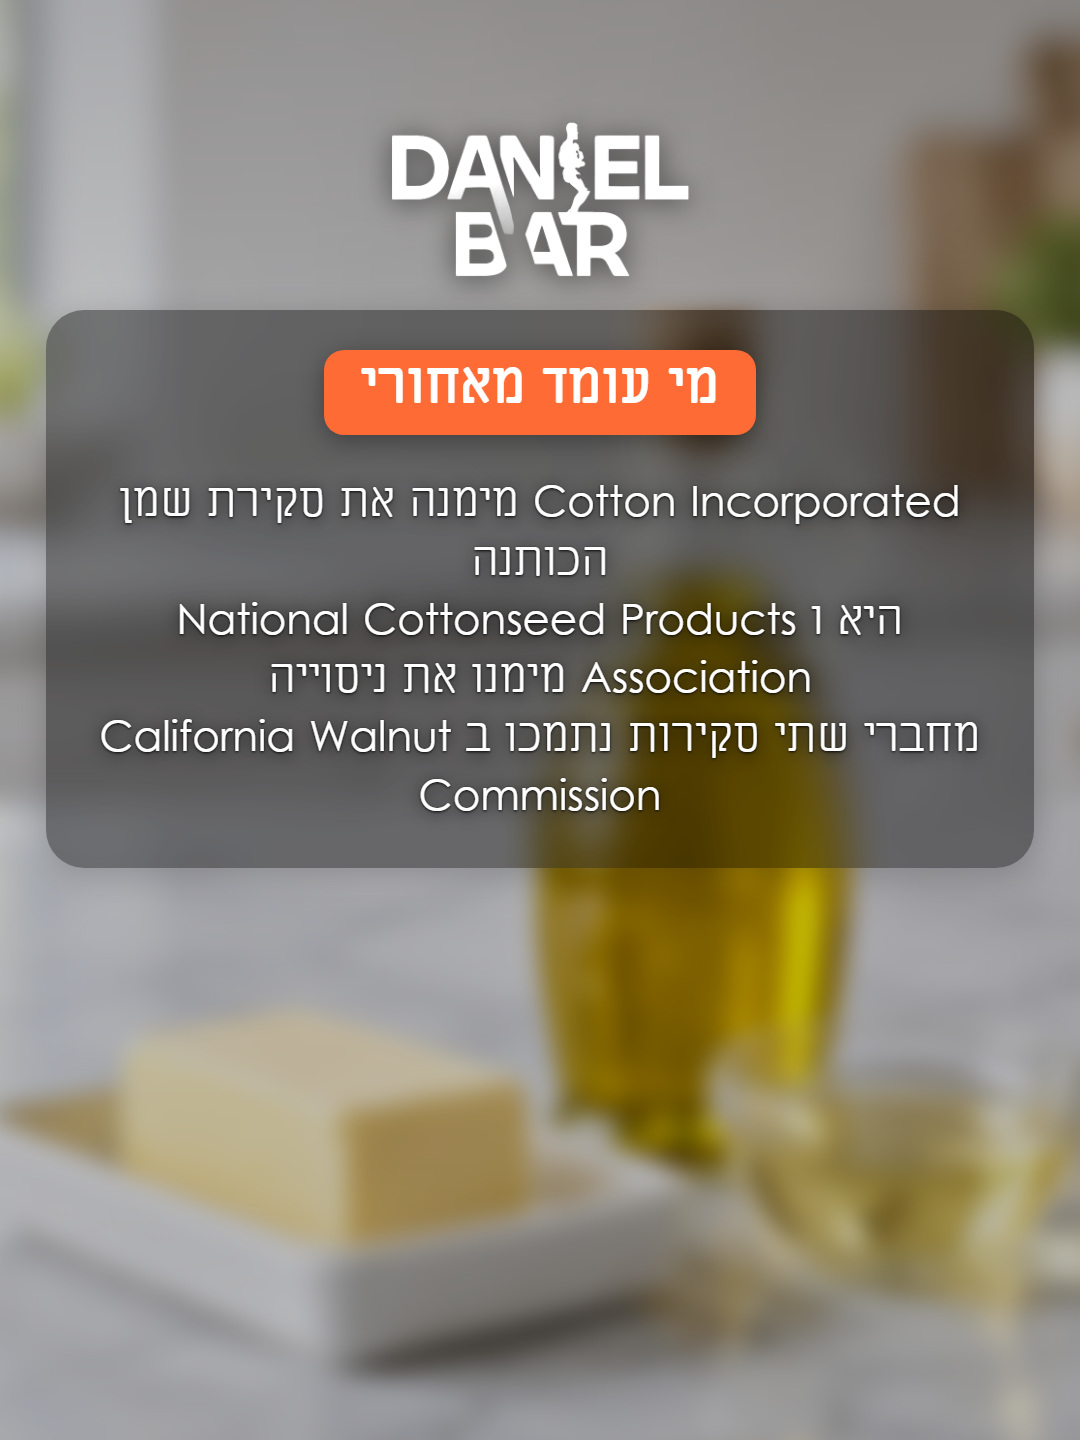 DANIEL
BAR
מי עומד מאחורי
Cotton Incorporated מימנה את סקירת שמן
הכותנה
היא ו National Cottonseed Products
Association מימנו את ניסוייה
מחברי שתי סקירות נתמכו ב California Walnut
Commission